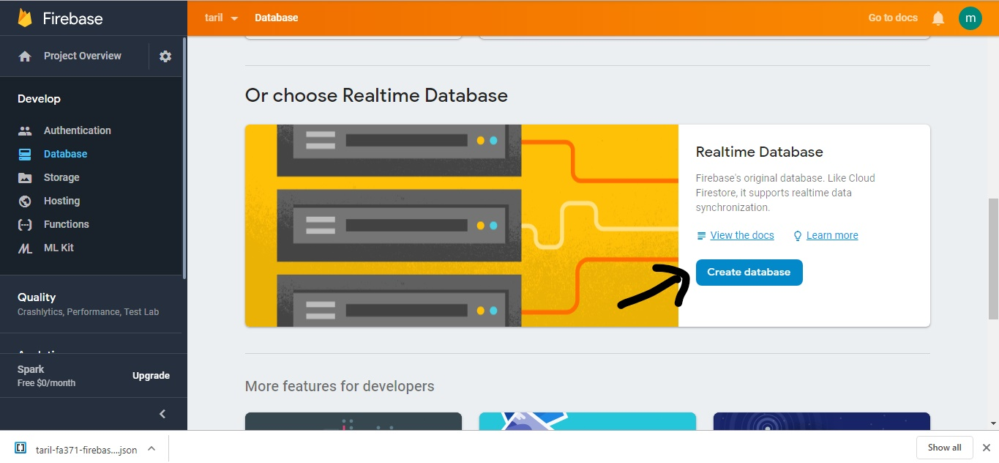 Firebase
taril
Database
Go to docs
m
Project Overview
Develop
Authentication
Database
Storage
Hosting
Functions
ML Kit
Quality
Crashlytics, Performance, Test Lab
Spark
Free $0/month
Upgrade
Or choose Realtime Database
Realtime Database
Firebase's original database. Like Cloud
Firestore, it supports realtime data
synchronization.
View the docs
Learn more
Create database
More features for developers
taril-fa371-firebas....json
Show all